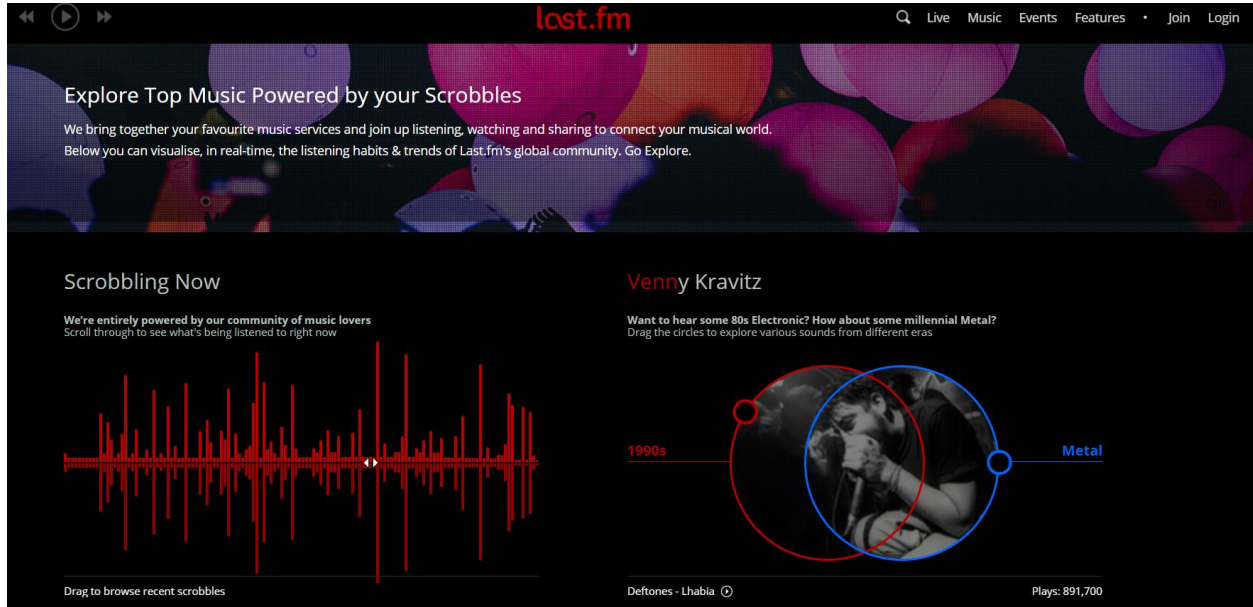 last.fm
Live Music Events Features • Join Login
Explore Top Music Powered by your Scrobbles
We bring together your favourite music services and join up listening, watching and sharing to connect your musical world.
Below you can visualise, in real-time, the listening habits & trends of Last.fm's global community. Go Explore.
Scrobbling Now
We're entirely powered by our community of music lovers
Scroll through to see what's being listened to right now
Drag to browse recent scrobbles
Venny Kravitz
Want to hear some 80s Electronic? How about some millennial Metal?
Drag the circles to explore various sounds from different eras
1990s
Metal
Deftones - Lhabia
Plays: 891,700